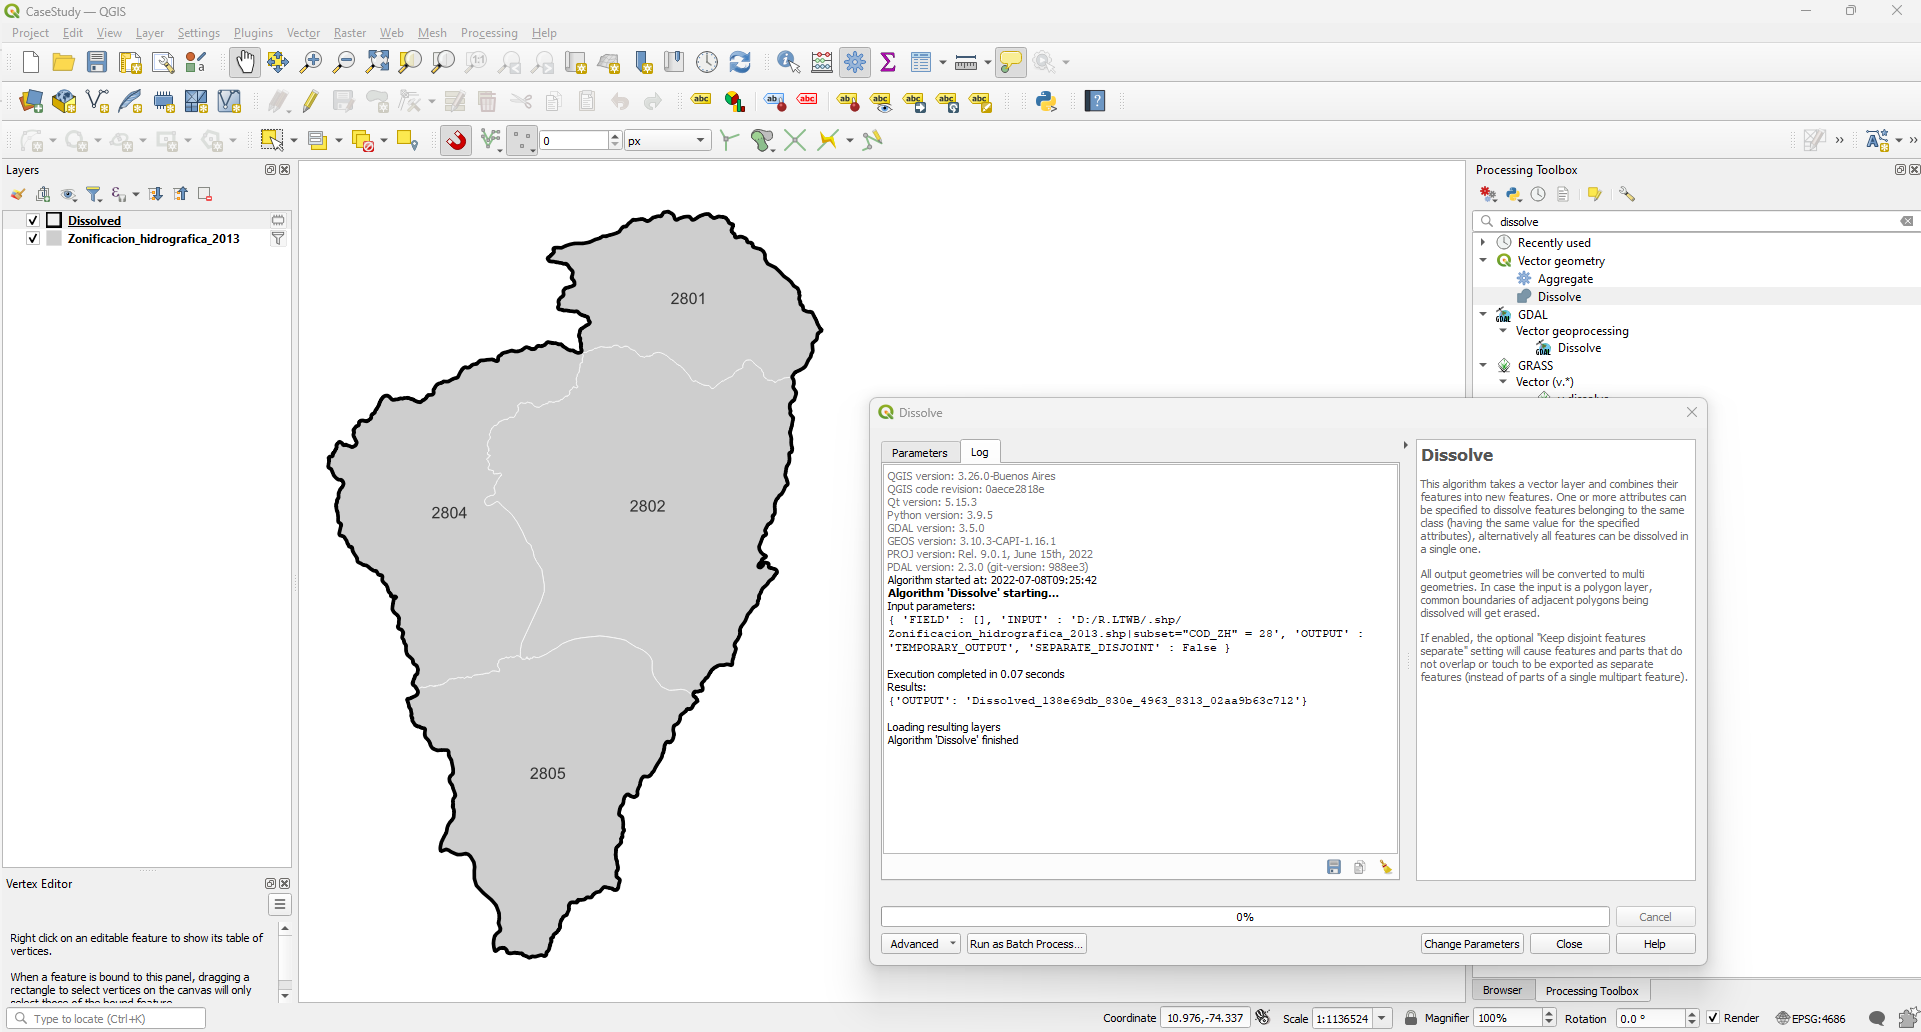 CaseStudy — QGIS
Project Edit View Layer Settings Plugins Vector Raster Web Mesh Processing Help
0 px
Layers
Dissolved
Zonificacion_hidrografica_2013
2801
2802
2804
2805
Vertex Editor
Right click on an editable feature to show its table of
vertices.
When a feature is bound to this panel, dragging a
rectangle to select vertices on the canvas will only
Processing Toolbox
dissolve
Recently used
Vector geometry
Aggregate
Dissolve
GDAL
Vector geoprocessing
Dissolve
GRASS
Vector (v.*)
Dissolve
Parameters Log
QGIS version: 3.26.0-Buenos Aires
QGIS code revision: 0aece2818e
Qt version: 5.15.3
Python version: 3.9.5
GDAL version: 3.5.0
GEOS version: 3.10.3-CAPI-1.16.1
PROJ version: Rel. 9.0.1, June 15th, 2022
PDAL version: 2.3.0 (git-version: 988ee3)
Algorithm started at: 2022-07-08T09:25:42
Algorithm 'Dissolve' starting...
Input parameters:
{ 'FIELD' : [], 'INPUT' : 'D:/R.LTWB/.shp/
Zonificacion_hidrografica_2013.shp|subset="COD_ZH" = 28', 'OUTPUT' :
'TEMPORARY_OUTPUT', 'SEPARATE_DISJOINT' : False }
Execution completed in 0.07 seconds
Results:
{'OUTPUT': 'Dissolved_138e69db_830e_4963_8313_02aa9b63c712'}
Loading resulting layers
Algorithm 'Dissolve' finished
Dissolve
This algorithm takes a vector layer and combines their
features into new features. One or more attributes can
be specified to dissolve features belonging to the same
class (having the same value for the specified
attributes), alternatively all features can be dissolved in
a single one.
All output geometries will be converted to multi
geometries. In case the input is a polygon layer,
common boundaries of adjacent polygons being
dissolved will get erased.
If enabled, the optional "Keep disjoint features
separate" setting will cause features and parts that do
not overlap or touch to be exported as separate
features (instead of parts of a single multipart feature).
0% Cancel
Advanced Run as Batch Process... Change Parameters Close Help
Browser Processing Toolbox
Type to locate (Ctrl+K) Coordinate 10.976,-74.337 Scale 1:1136524 Magnifier 100% Rotation 0.0 ° Render EPSG:4686